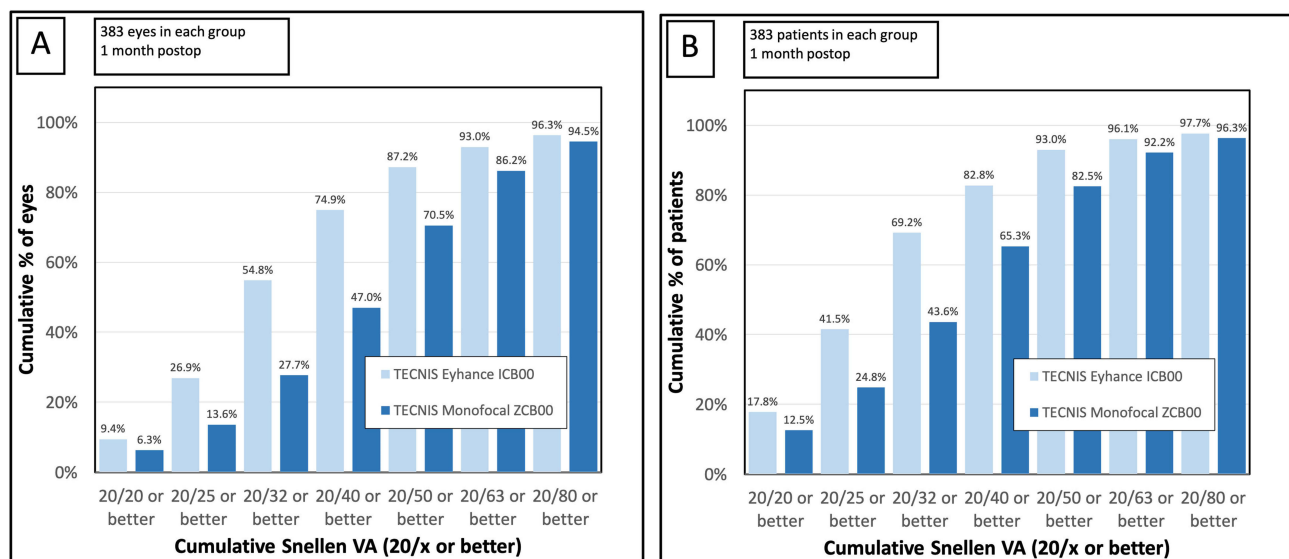 A
383 eyes in each group
1 month postop
Cumulative % of eyes
100%
80%
60%
40%
20%
0%
9.4%
6.3%
26.9%
13.6%
54.8%
27.7%
74.9%
47.0%
87.2%
70.5%
93.0%
86.2%
96.3%
94.5%
TECNIS Eyhance ICB00
TECNIS Monofocal ZCB00
20/20 or better
20/25 or better
20/32 or better
20/40 or better
20/50 or better
20/63 or better
20/80 or better
Cumulative Snellen VA (20/x or better)
B
383 patients in each group
1 month postop
Cumulative % of patients
100%
80%
60%
40%
20%
0%
17.8%
12.5%
41.5%
24.8%
69.2%
43.6%
82.8%
65.3%
93.0%
82.5%
96.1%
92.2%
97.7%
96.3%
TECNIS Eyhance ICB00
TECNIS Monofocal ZCB00
20/20 or better
20/25 or better
20/32 or better
20/40 or better
20/50 or better
20/63 or better
20/80 or better
Cumulative Snellen VA (20/x or better)